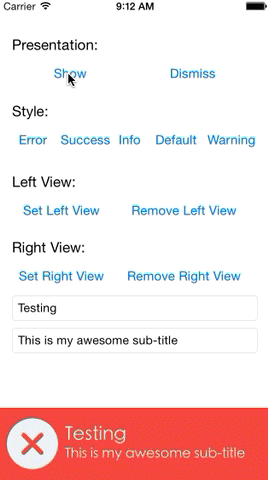 Carrier 9:12 AM
Presentation:
Show Dismiss
Style:
Error Success Info Default Warning
Left View:
Set Left View Remove Left View
Right View:
Set Right View Remove Right View
Testing
This is my awesome sub-title
Testing
This is my awesome sub-title